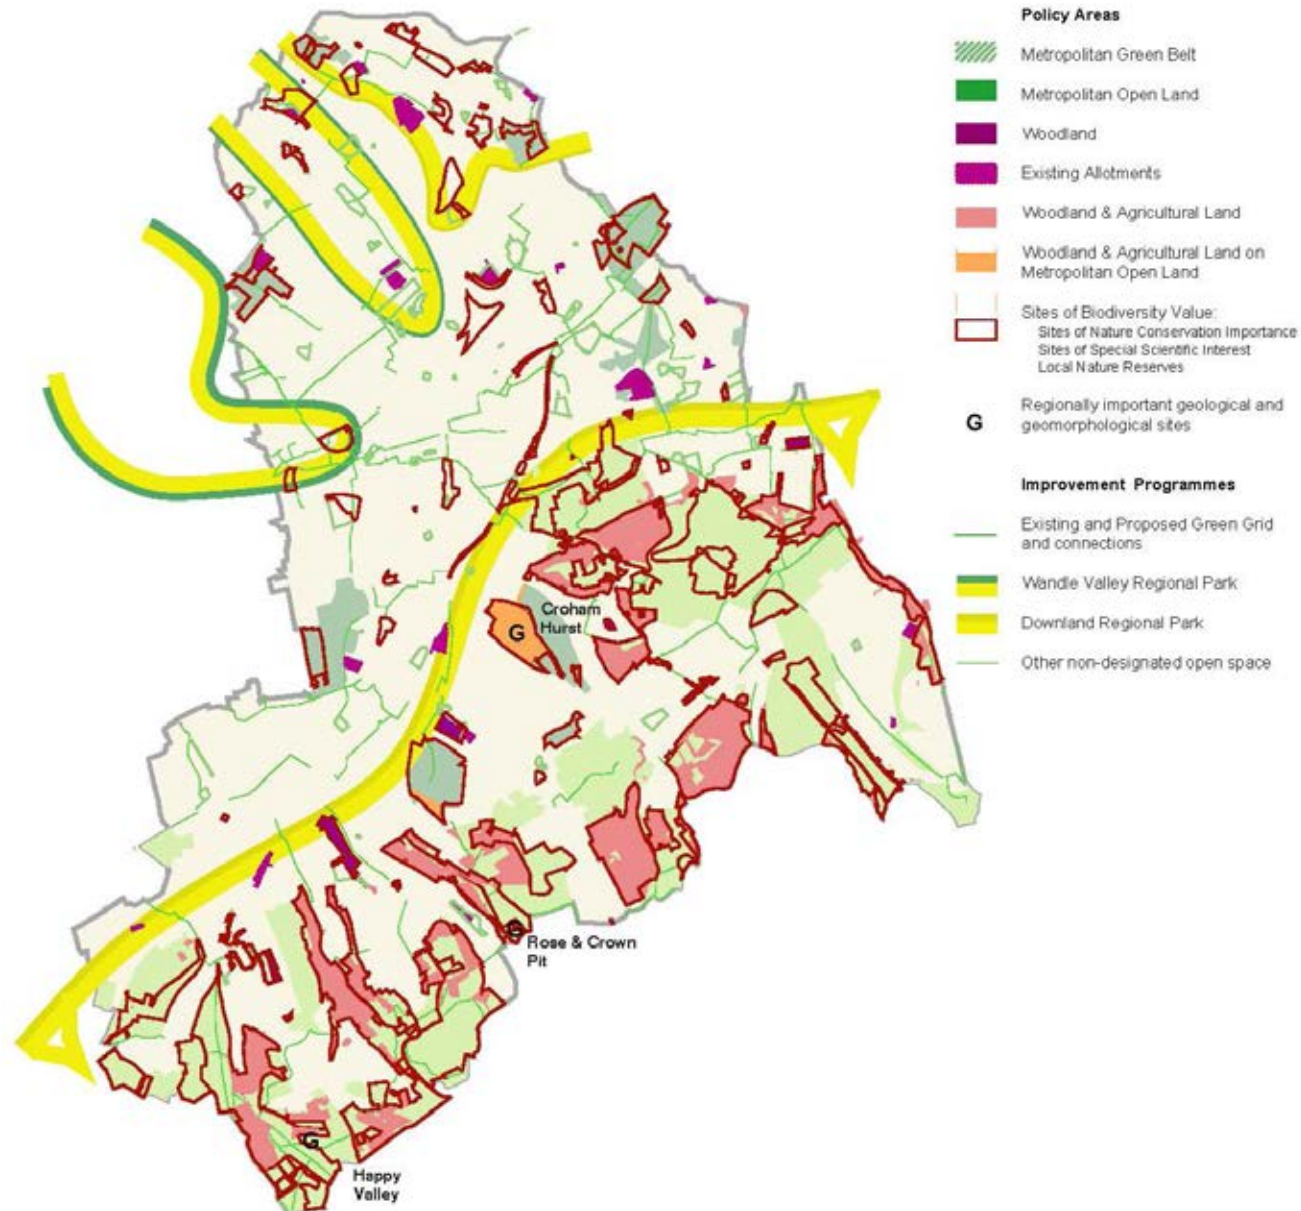 Policy Areas
Metropolitan Green Belt
Metropolitan Open Land
Woodland
Existing Allotments
Woodland & Agricultural Land
Woodland & Agricultural Land on
Metropolitan Open Land
Sites of Biodiversity Value:
Sites of Nature Conservation Importance
Sites of Special Scientific Interest
Local Nature Reserves
G
Regionally important geological and
geomorphological sites
Improvement Programmes
Existing and Proposed Green Grid
and connections
Wandle Valley Regional Park
Downland Regional Park
Other non-designated open space
Croham
Hurst
G
G
Rose & Crown
Pit
G
Happy
Valley